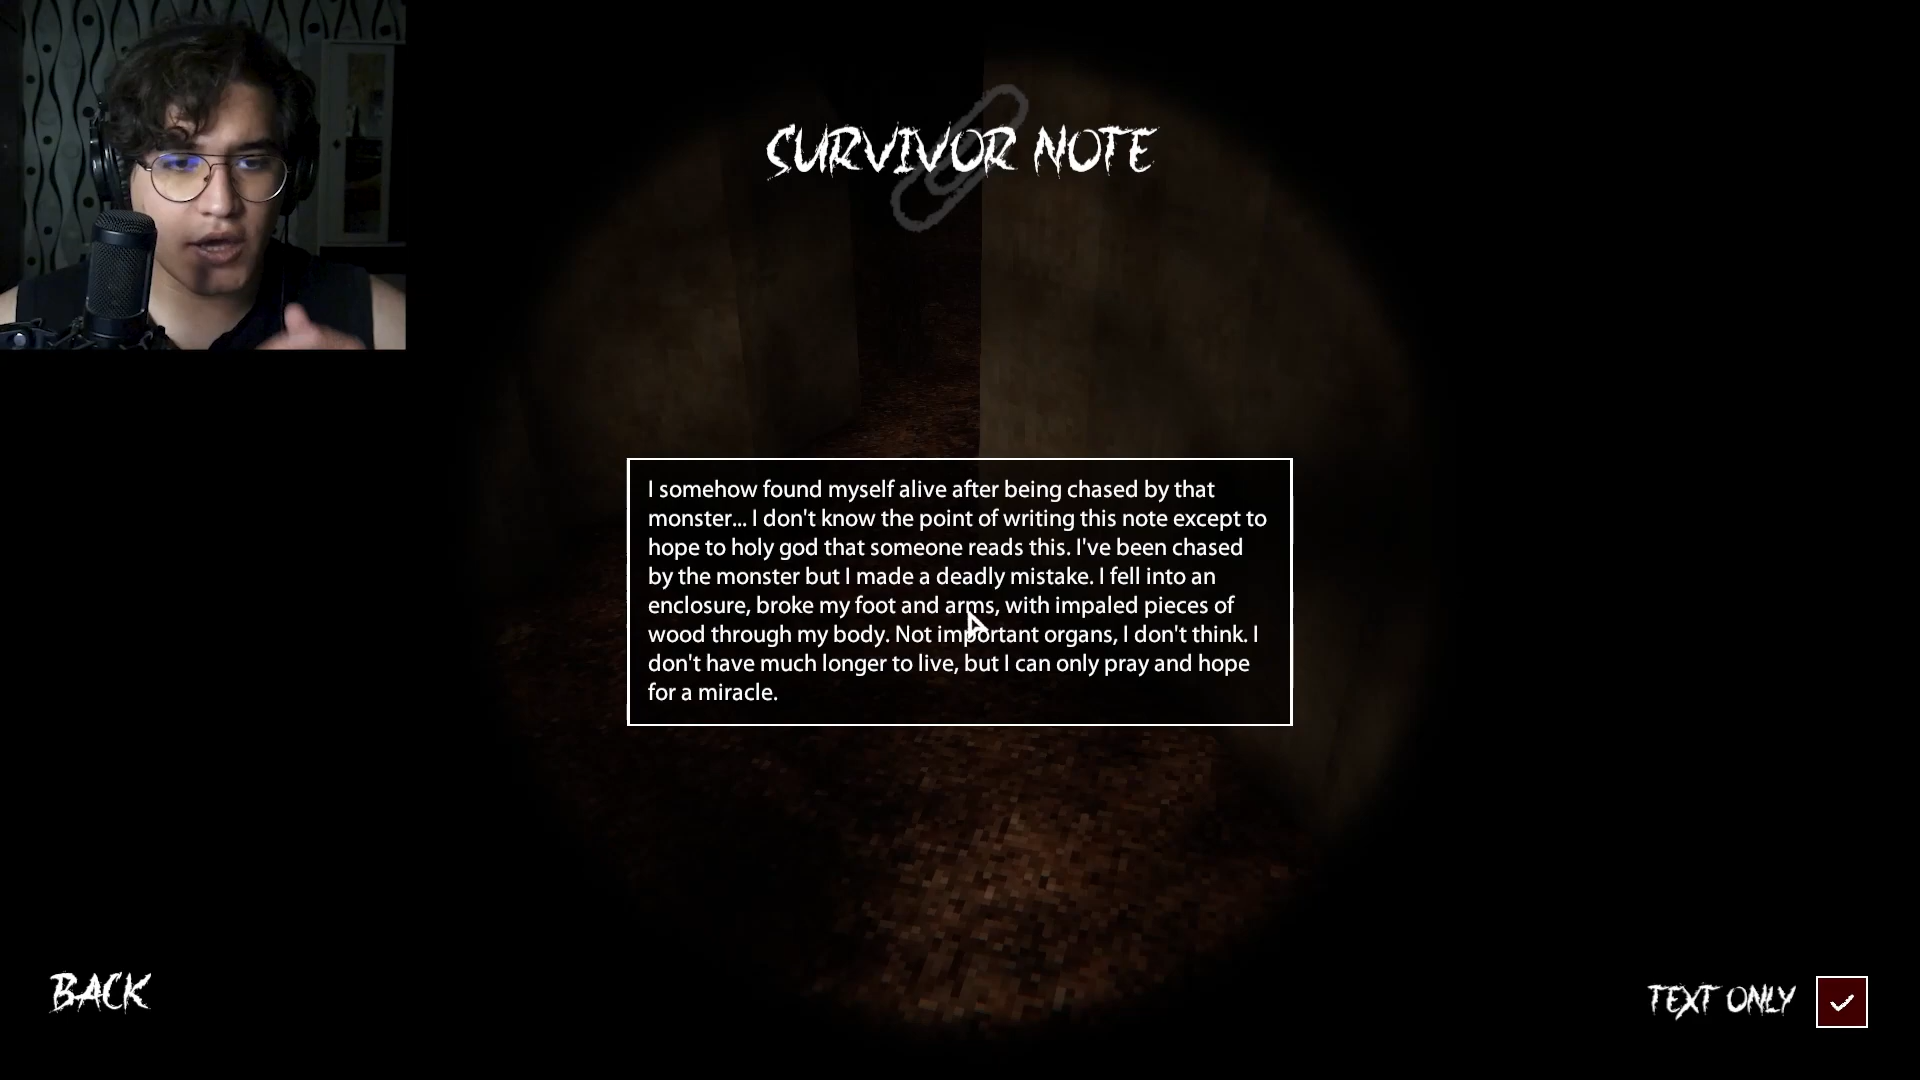 SURVIVOR NOTE
I somehow found myself alive after being chased by that
monster... I don't know the point of writing this note except to
hope to holy god that someone reads this. I've been chased
by the monster but I made a deadly mistake. I fell into an
enclosure, broke my foot and arms, with impaled pieces of
wood through my body. Not important organs, I don't think. I
don't have much longer to live, but I can only pray and hope
for a miracle.
BACK
TEXT ONLY